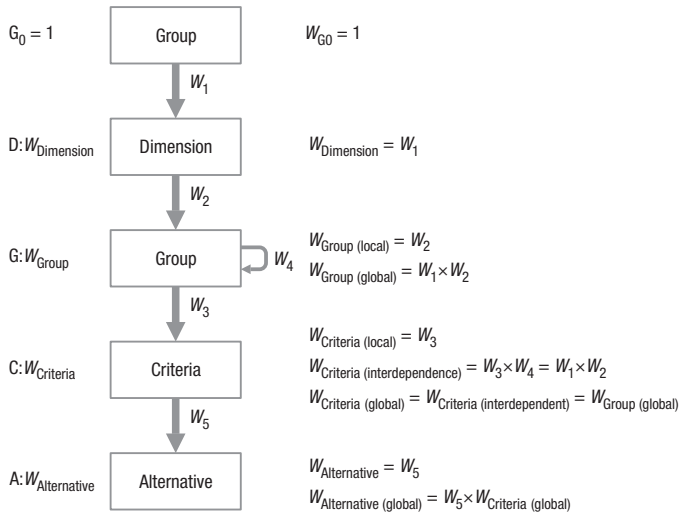 G0 = 1 Group WG0 = 1
W1
D:WDimension Dimension WDimension = W1
W2
G:WGroup Group W4 WGroup (local) = W2
WGroup (global) = W1×W2
W3
C:WCriteria Criteria WCriteria (local) = W3
WCriteria (interdependence) = W3×W4 = W1×W2
WCriteria (global) = WCriteria (interdependent) = WGroup (global)
W5
A:WAlternative Alternative WAlternative = W5
WAlternative (global) = W5×WCriteria (global)